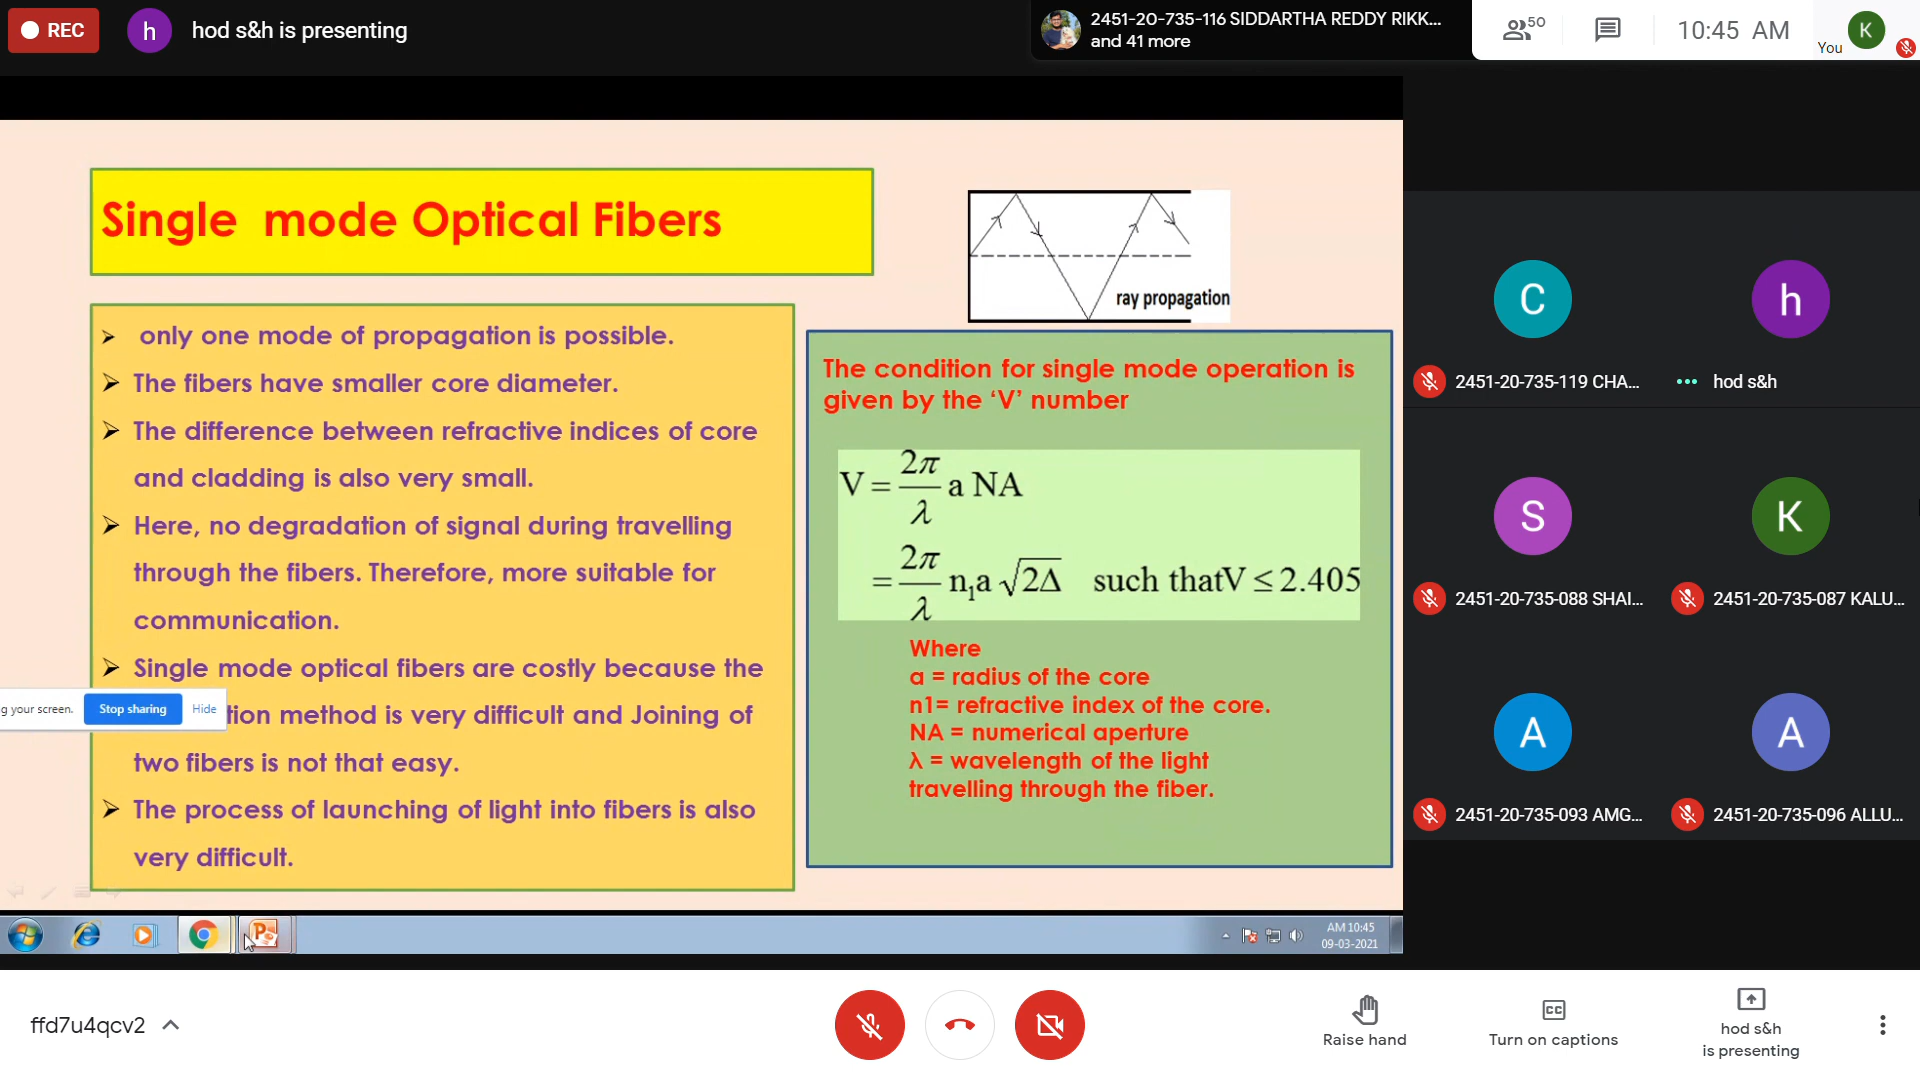 REC
h
hod s&h is presenting
2451-20-735-116 SIDDARTHA REDDY RIKK...
and 41 more
50
10:45 AM
You
K
Single mode Optical Fibers
ray propagation
only one mode of propagation is possible.
The fibers have smaller core diameter.
The difference between refractive indices of core
and cladding is also very small.
Here, no degradation of signal during travelling
through the fibers. Therefore, more suitable for
communication.
Single mode optical fibers are costly because the
tion method is very difficult and Joining of
two fibers is not that easy.
The process of launching of light into fibers is also
very difficult.
g your screen.
Stop sharing
Hide
The condition for single mode operation is
given by the ‘V’ number
V = 2π/λ a NA
= 2π/λ n₁a √2Δ such thatV ≤ 2.405
Where
a = radius of the core
n1= refractive index of the core.
NA = numerical aperture
λ = wavelength of the light
travelling through the fiber.
C
2451-20-735-119 CHA...
h
hod s&h
S
2451-20-735-088 SHAI...
K
2451-20-735-087 KALU...
A
2451-20-735-093 AMG...
A
2451-20-735-096 ALLU...
AM 10:45
09-03-2021
ffd7u4qcv2
Raise hand
CC
Turn on captions
hod s&h
is presenting